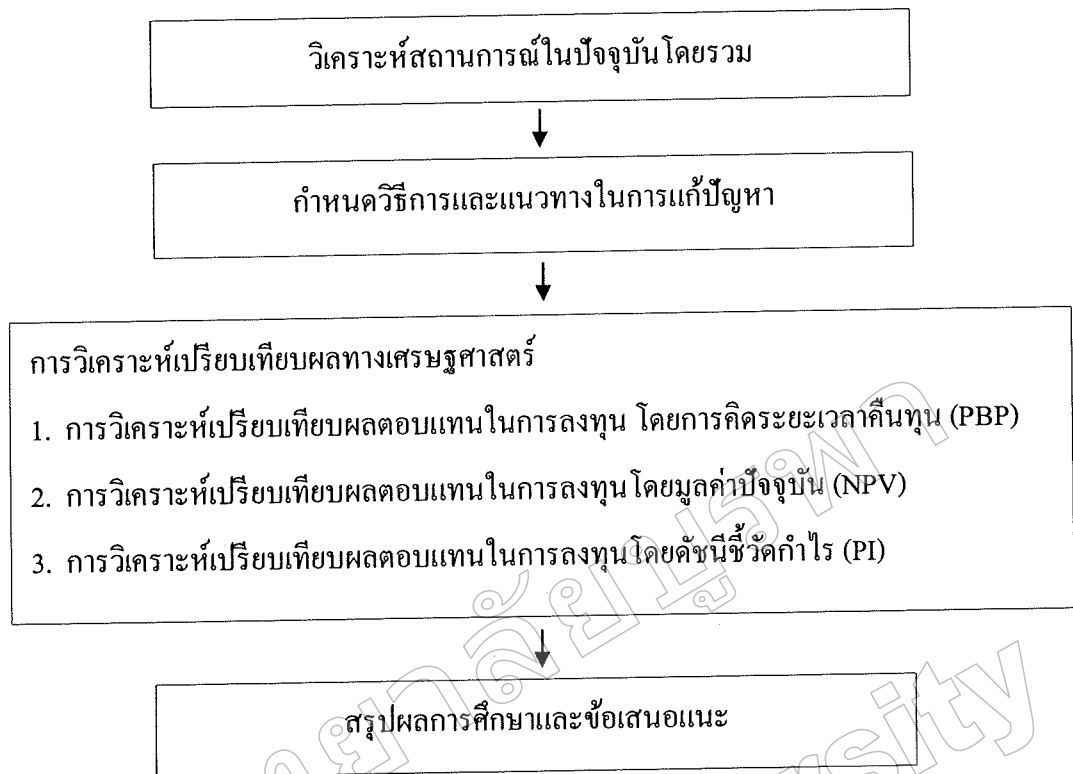 วิเคราะห์สถานการณ์ในปัจจุบันโดยรวม
กำหนดวิธีการและแนวทางในการแก้ปัญหา
การวิเคราะห์เปรียบเทียบผลทางเศรษฐศาสตร์
1. การวิเคราะห์เปรียบเทียบผลตอบแทนในการลงทุน โดยการคิดระยะเวลาคืนทุน (PBP)
2. การวิเคราะห์เปรียบเทียบผลตอบแทนในการลงทุนโดยมูลค่าปัจจุบัน (NPV)
3. การวิเคราะห์เปรียบเทียบผลตอบแทนในการลงทุนโดยดัชนีชี้วัดกำไร (PI)
สรุปผลการศึกษาและข้อเสนอแนะ